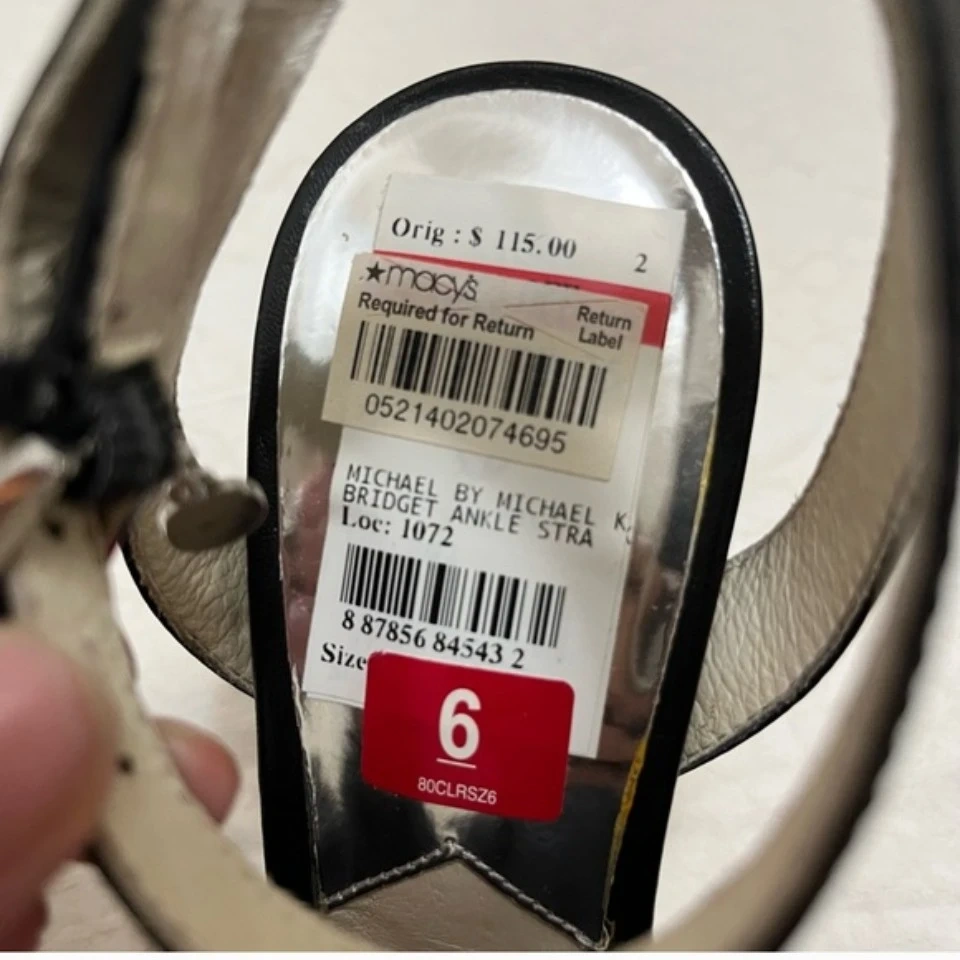 Orig : $ 115.00
2
★macy's
Required for Return
Return
Label
0521402074695
MICHAEL BY MICHAEL
BRIDGET ANKLE STRA
Loc: 1072
8 87856 84543 2
Size
6
80CLRSZ6